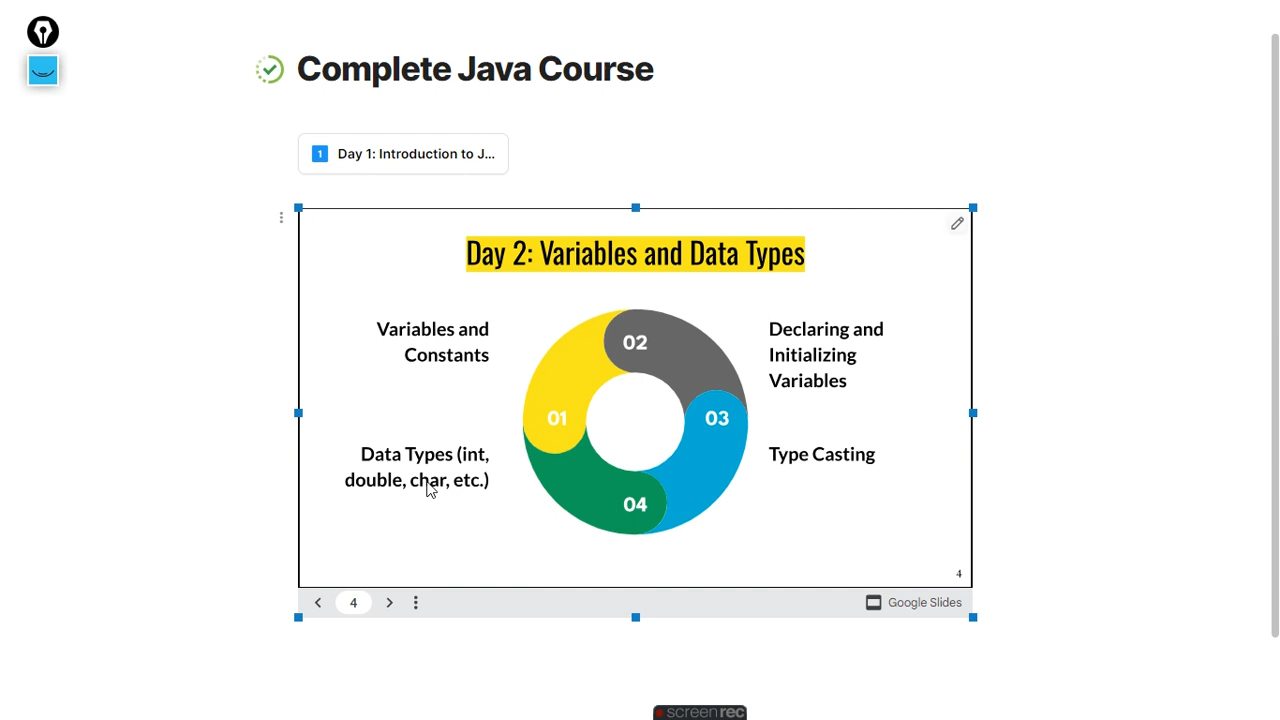 Complete Java Course
1 Day 1: Introduction to J...
Day 2: Variables and Data Types
Variables and
Constants
Declaring and
Initializing
Variables
01
02
03
04
Data Types (int,
double, char, etc.)
Type Casting
4
4
Google Slides
screenrec